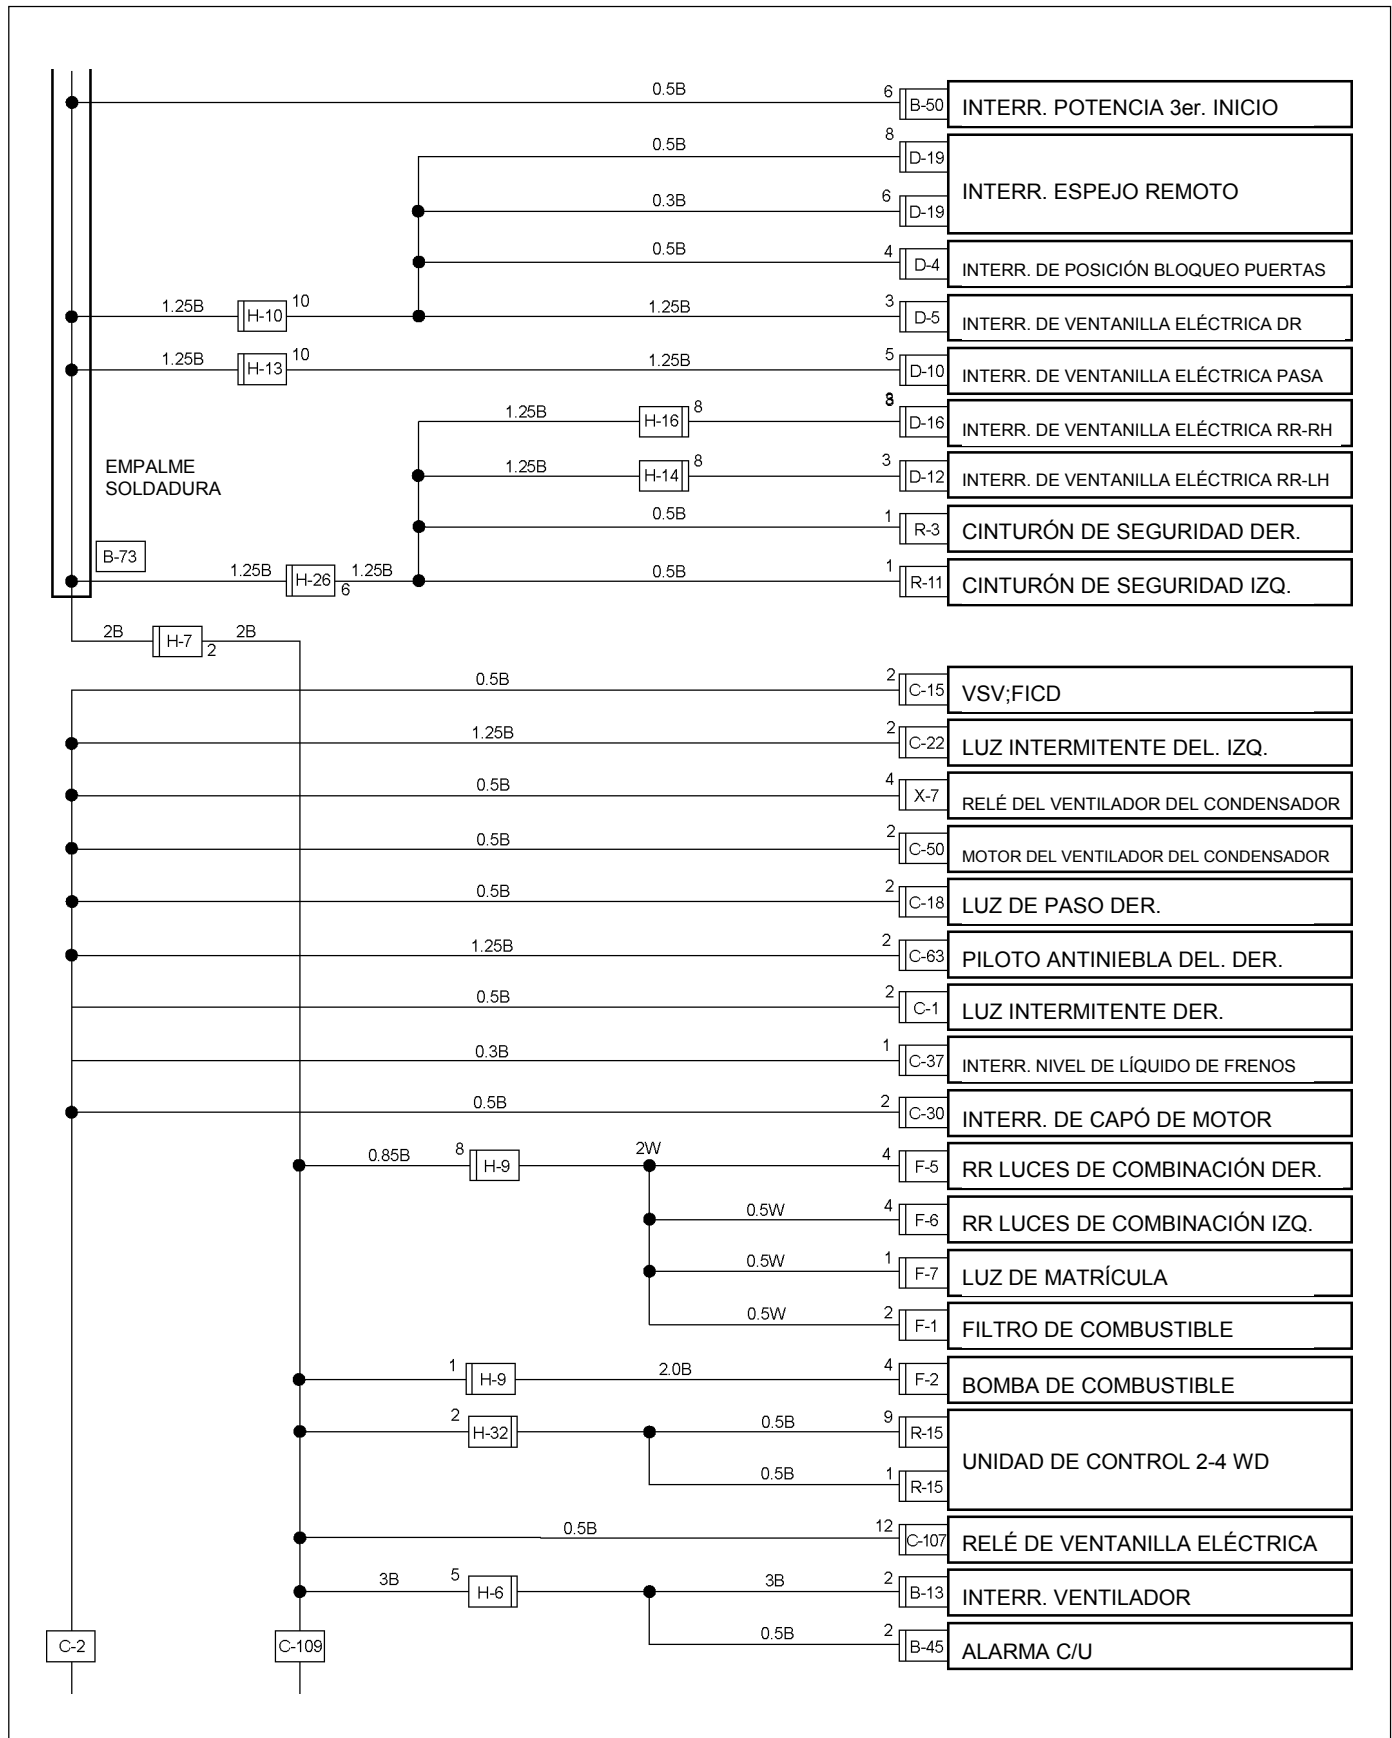 0.5B 6 B-50 INTERR. POTENCIA 3er. INICIO
0.5B 8 D-19
INTERR. ESPEJO REMOTO
0.3B 6 D-19
0.5B 4 D-4 INTERR. DE POSICIÓN BLOQUEO PUERTAS
1.25B H-10 10 1.25B 3 D-5 INTERR. DE VENTANILLA ELÉCTRICA DR
1.25B H-13 10 1.25B 5 D-10 INTERR. DE VENTANILLA ELÉCTRICA PASA
1.25B H-16 8 D-16 INTERR. DE VENTANILLA ELÉCTRICA RR-RH
EMPALME
SOLDADURA
1.25B H-14 8 3 D-12 INTERR. DE VENTANILLA ELÉCTRICA RR-LH
0.5B 1 R-3 CINTURÓN DE SEGURIDAD DER.
B-73
1.25B H-26 6 1.25B 0.5B 1 R-11 CINTURÓN DE SEGURIDAD IZQ.
2B H-7 2 2B
0.5B 2 C-15 VSV;FICD
1.25B 2 C-22 LUZ INTERMITENTE DEL. IZQ.
0.5B 4 X-7 RELÉ DEL VENTILADOR DEL CONDENSADOR
0.5B 2 C-50 MOTOR DEL VENTILADOR DEL CONDENSADOR
0.5B 2 C-18 LUZ DE PASO DER.
1.25B 2 C-63 PILOTO ANTINIEBLA DEL. DER.
0.5B 2 C-1 LUZ INTERMITENTE DER.
0.3B 1 C-37 INTERR. NIVEL DE LÍQUIDO DE FRENOS
0.5B 2 C-30 INTERR. DE CAPÓ DE MOTOR
0.85B 8 H-9 2W 4 F-5 RR LUCES DE COMBINACIÓN DER.
0.5W 4 F-6 RR LUCES DE COMBINACIÓN IZQ.
0.5W 1 F-7 LUZ DE MATRÍCULA
0.5W 2 F-1 FILTRO DE COMBUSTIBLE
1 H-9 2.0B 4 F-2 BOMBA DE COMBUSTIBLE
2 H-32 0.5B 9 R-15
UNIDAD DE CONTROL 2-4 WD
0.5B 1 R-15
0.5B 12 C-107 RELÉ DE VENTANILLA ELÉCTRICA
3B 5 H-6 3B 2 B-13 INTERR. VENTILADOR
0.5B 2 B-45 ALARMA C/U
C-2 C-109